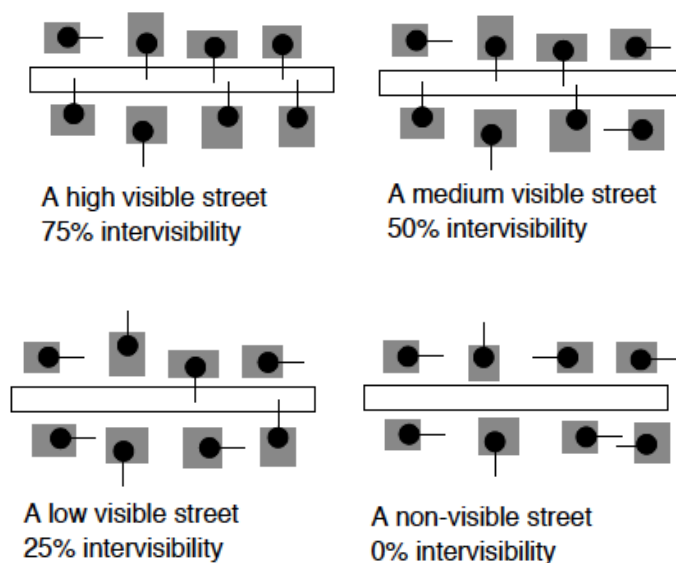 A high visible street
75% intervisibility
A medium visible street
50% intervisibility
A low visible street
25% intervisibility
A non-visible street
0% intervisibility